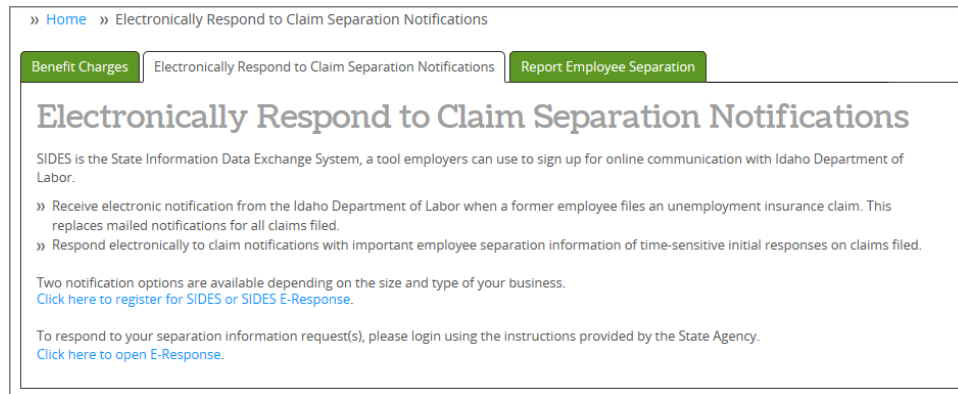 » Home » Electronically Respond to Claim Separation Notifications
Benefit Charges Electronically Respond to Claim Separation Notifications Report Employee Separation
Electronically Respond to Claim Separation Notifications
SIDES is the State Information Data Exchange System, a tool employers can use to sign up for online communication with Idaho Department of
Labor.
» Receive electronic notification from the Idaho Department of Labor when a former employee files an unemployment insurance claim. This
replaces mailed notifications for all claims filed.
» Respond electronically to claim notifications with important employee separation information of time-sensitive initial responses on claims filed.
Two notification options are available depending on the size and type of your business.
Click here to register for SIDES or SIDES E-Response.
To respond to your separation information request(s), please login using the instructions provided by the State Agency.
Click here to open E-Response.